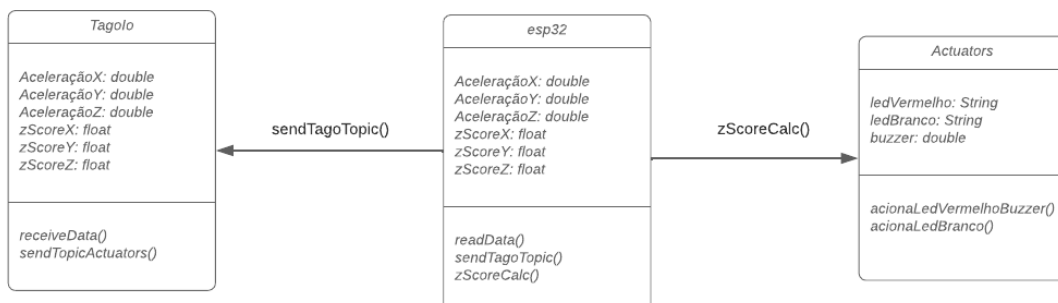 TagoIo
AceleraçãoX: double
AceleraçãoY: double
AceleraçãoZ: double
zScoreX: float
zScoreY: float
zScoreZ: float
receiveData()
sendTopicActuators()
sendTagoTopic()
esp32
AceleraçãoX: double
AceleraçãoY: double
AceleraçãoZ: double
zScoreX: float
zScoreY: float
zScoreZ: float
readData()
sendTagoTopic()
zScoreCalc()
zScoreCalc()
Actuators
ledVermelho: String
ledBranco: String
buzzer: double
acionaLedVermelhoBuzzer()
acionaLedBranco()